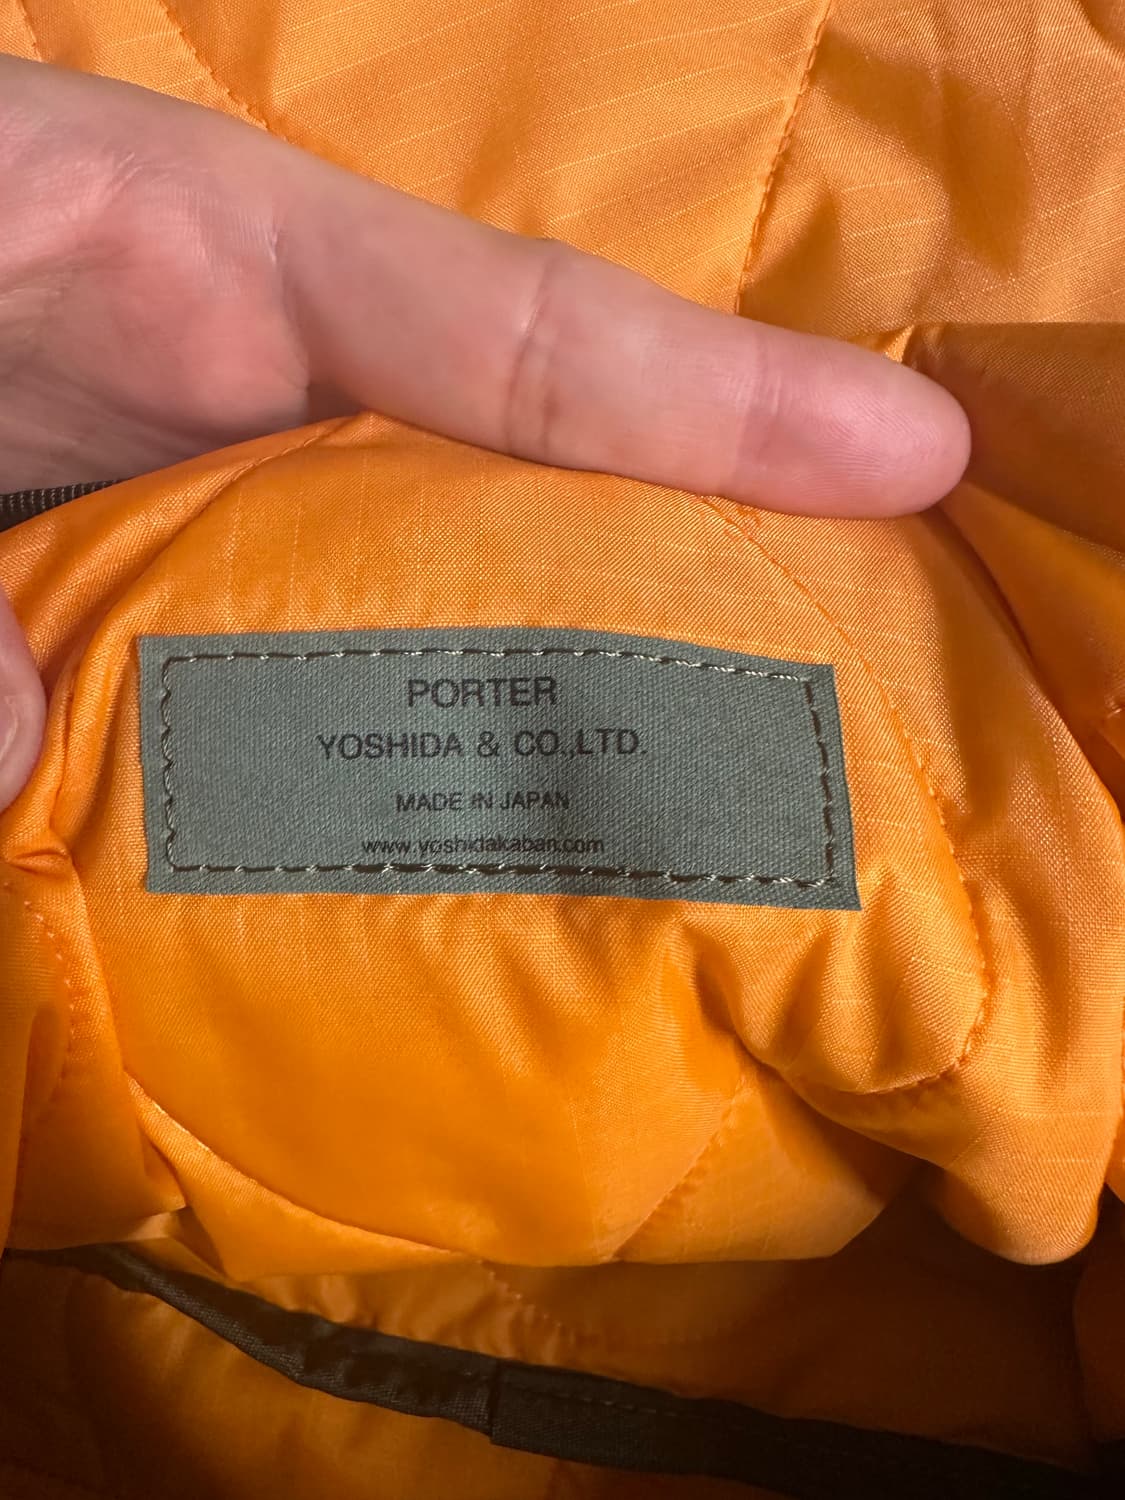 PORTER
YOSHIDA & CO.,LTD.
MADE IN JAPAN
www.yoshidakaban.com